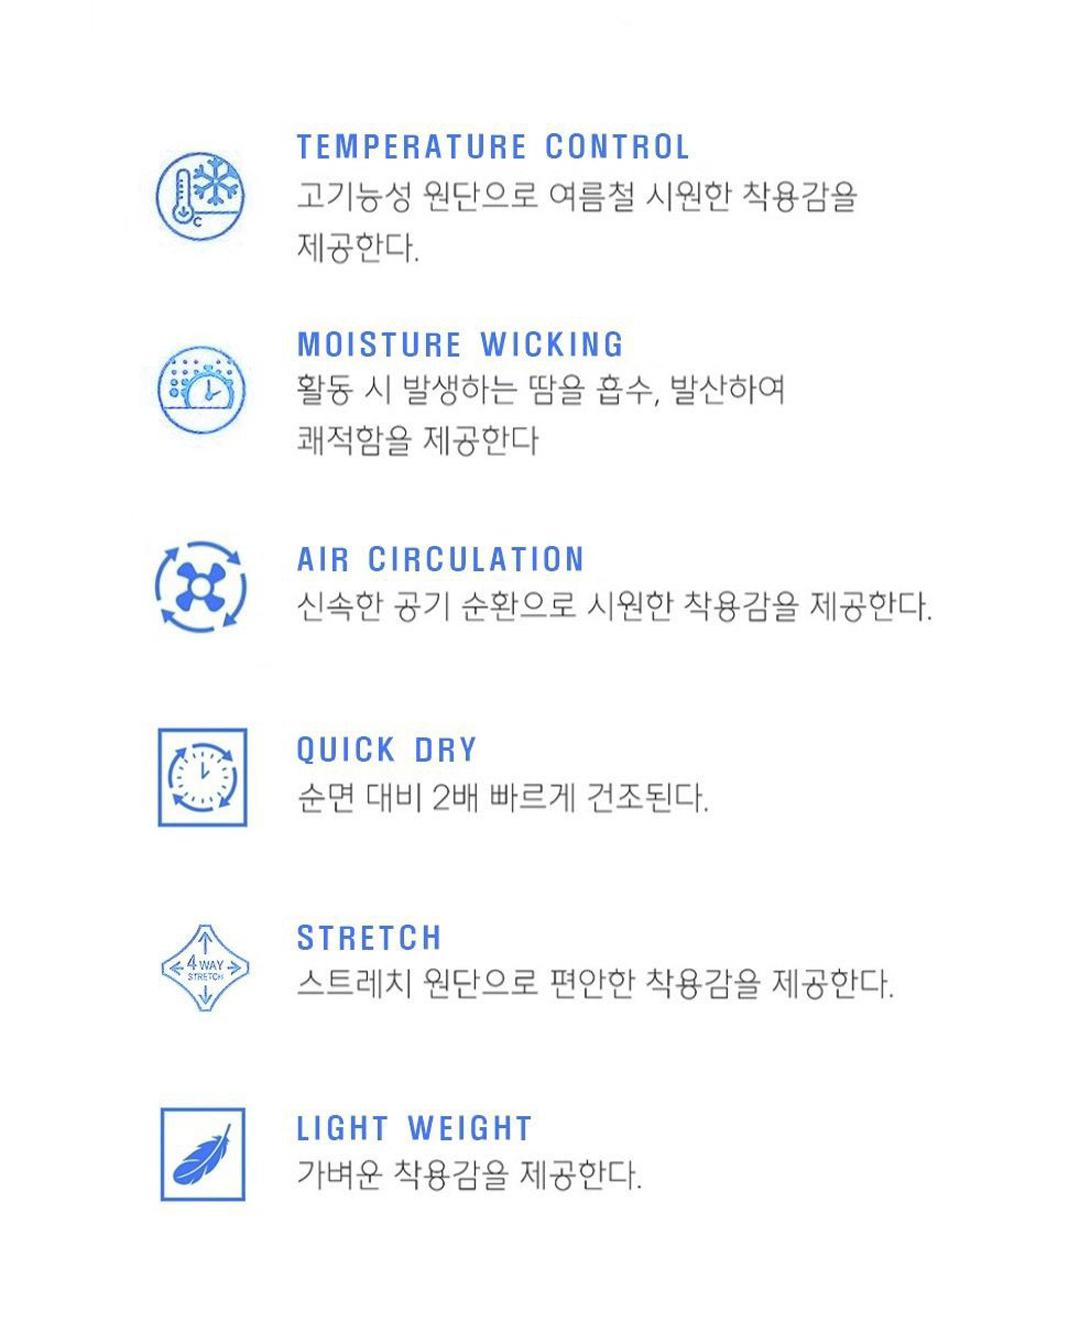 TEMPERATURE CONTROL
고기능성 원단으로 여름철 시원한 착용감을
제공한다.
C
MOISTURE WICKING
활동 시 발생하는 땀을 흡수, 발산하여
쾌적함을 제공한다
AIR CIRCULATION
신속한 공기 순환으로 시원한 착용감을 제공한다.
QUICK DRY
순면 대비 2배 빠르게 건조된다.
STRETCH
4 WAY
STRETCH
스트레치 원단으로 편안한 착용감을 제공한다.
LIGHT WEIGHT
가벼운 착용감을 제공한다.